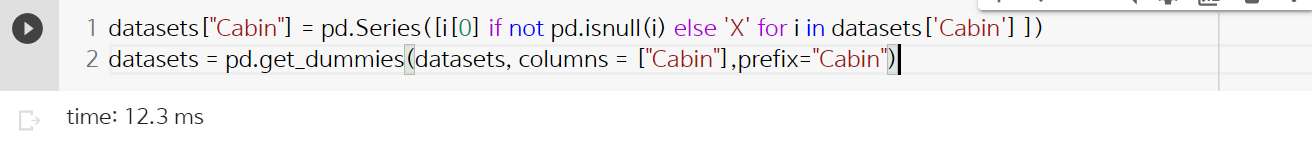 1 datasets["Cabin"] = pd.Series([i[0] if not pd.isnull(i) else 'X' for i in datasets['Cabin'] ])
2 datasets = pd.get_dummies(datasets, columns = ["Cabin"],prefix="Cabin")
time: 12.3 ms